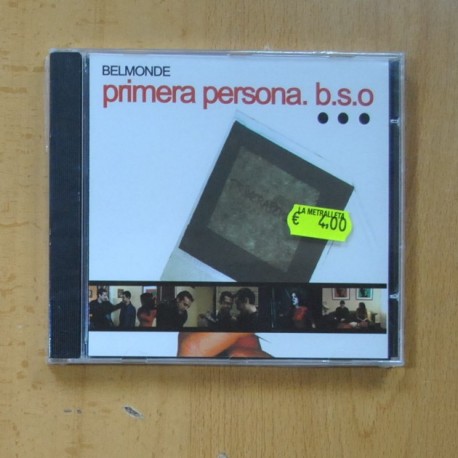 BELMONDE
primera persona. b.s.o
LA METRALLETA
€ 4,00